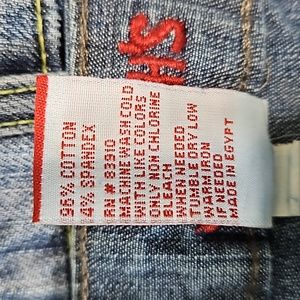 96% COTTON
4% SPANDEX
RN # 83910
MACHINE WASH COLD
WITH LIKE COLORS
ONLY NON CHLORINE
BLEACH
WHEN NEEDED
TUMBLE DRY LOW
WARM IRON
IF NEEDED
MADE IN EGYPT
HS